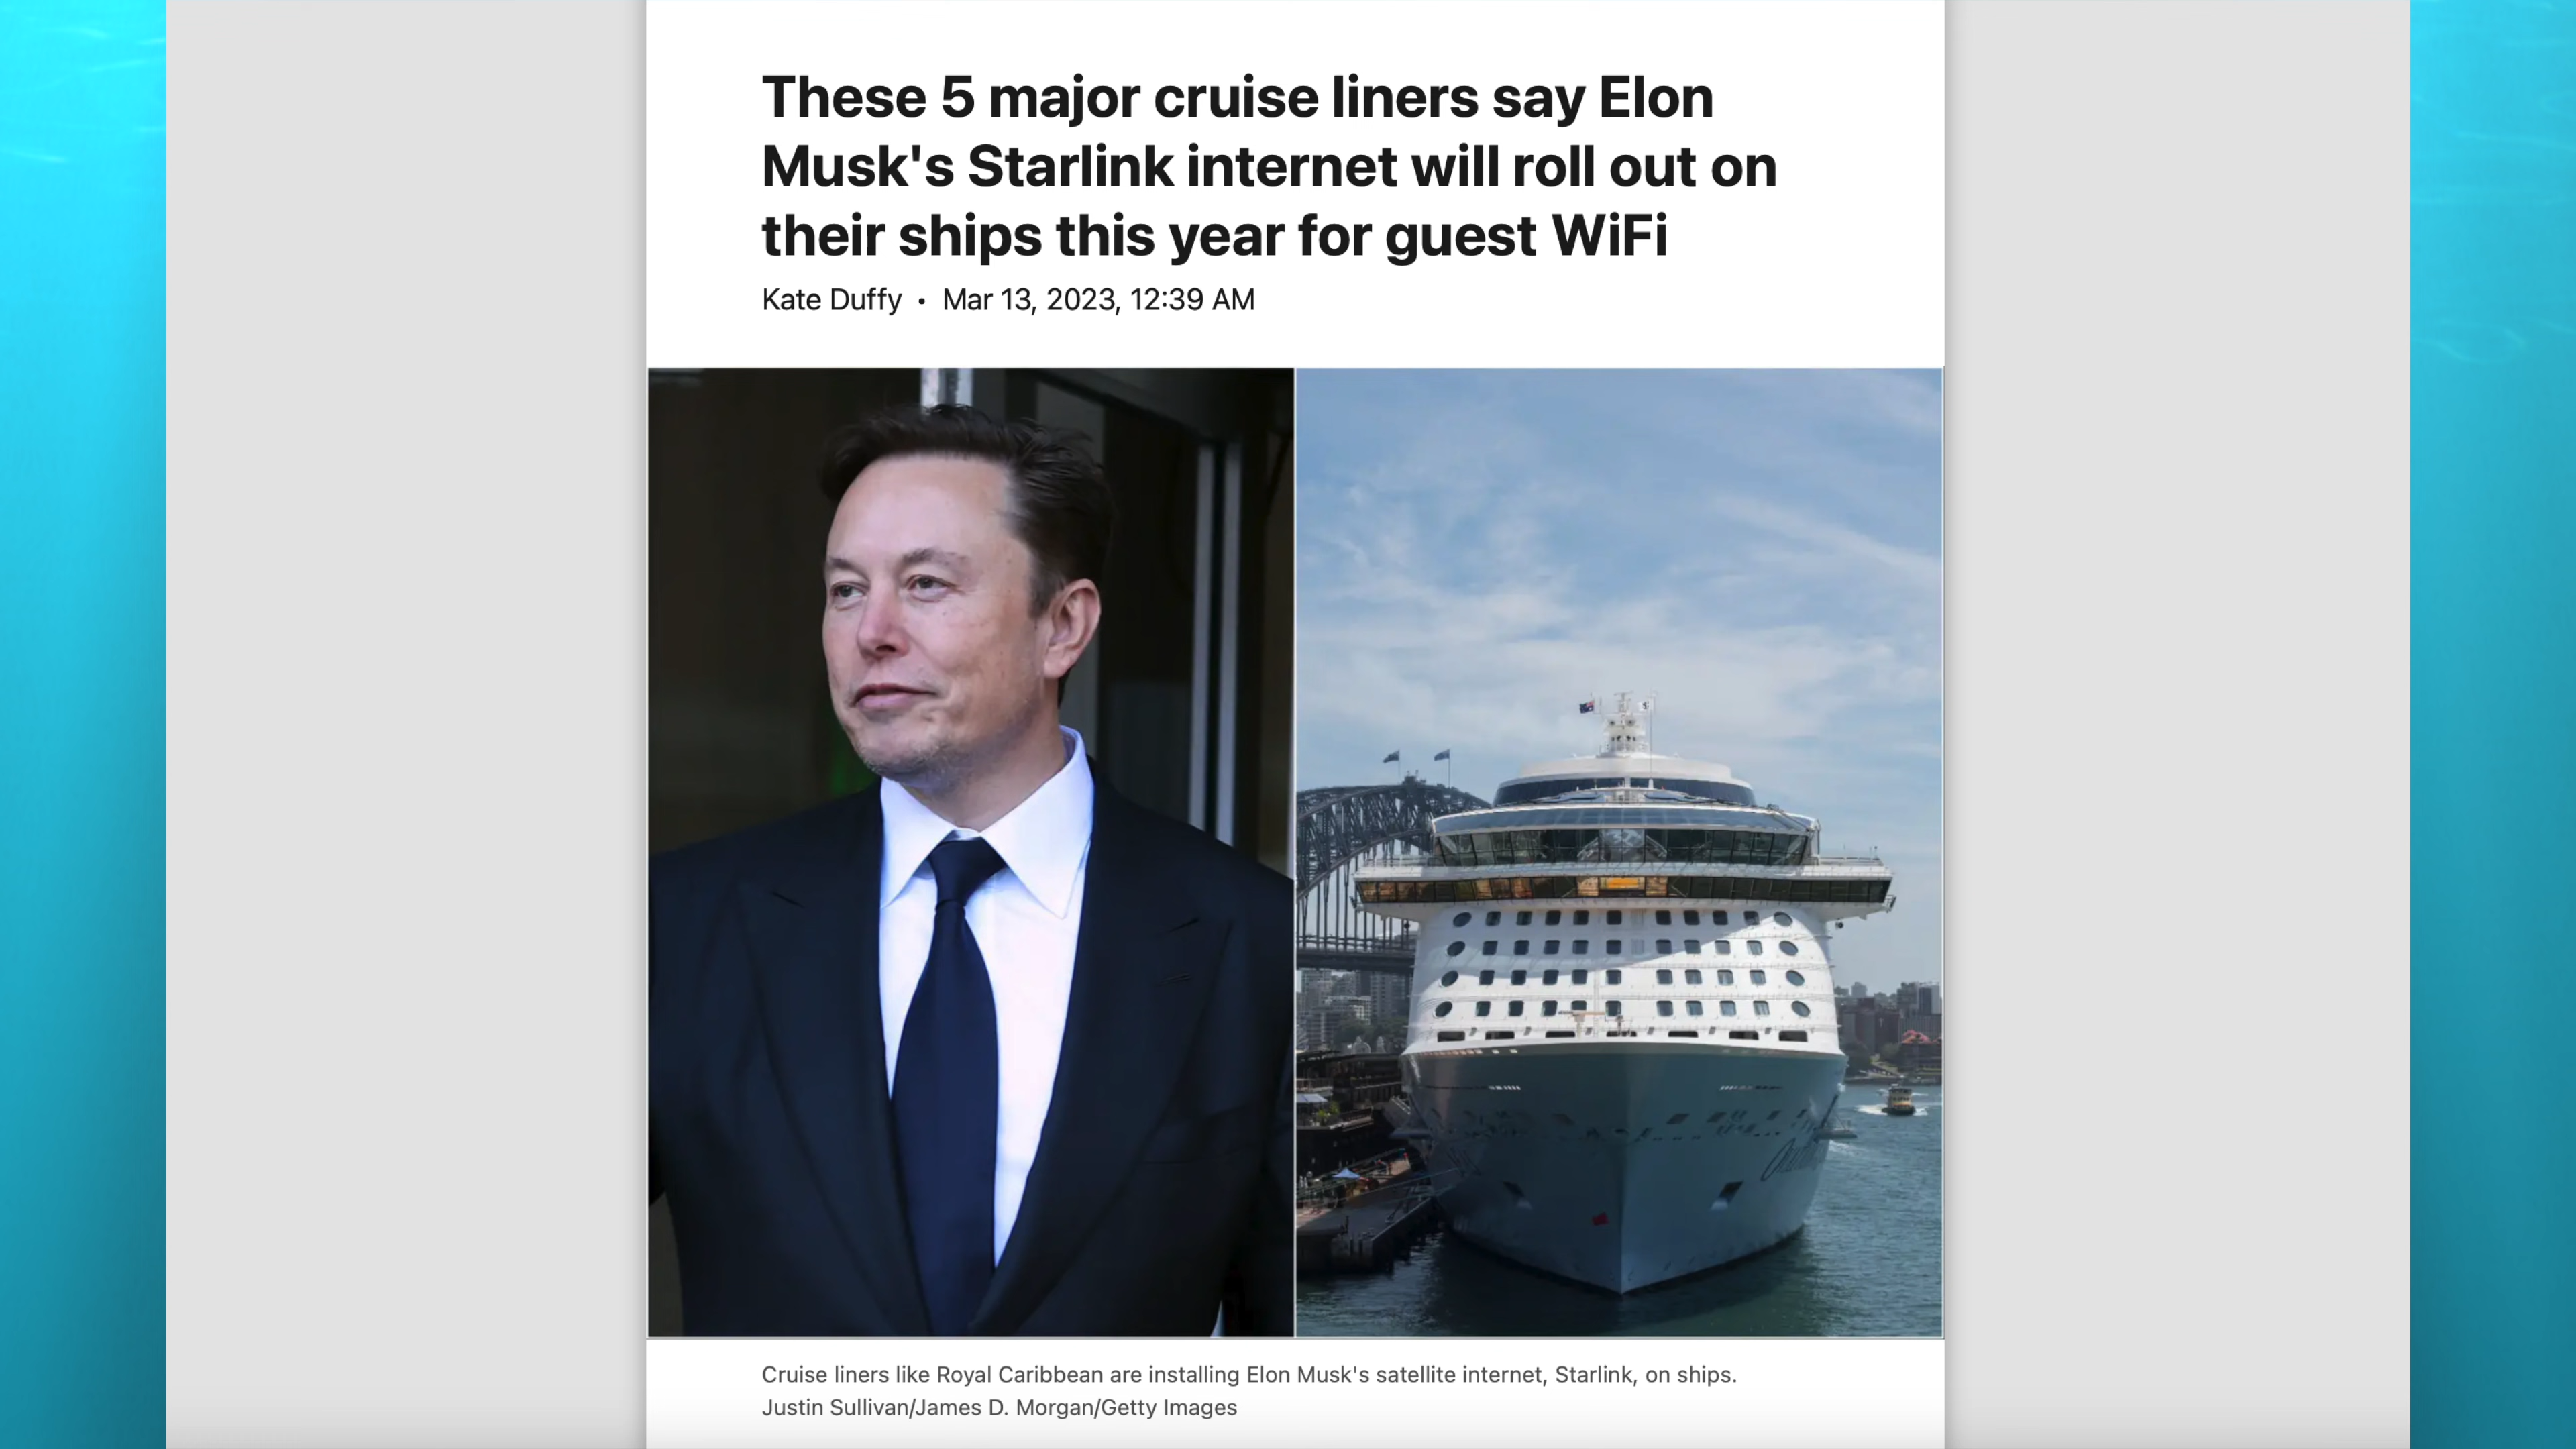 These 5 major cruise liners say Elon
Musk's Starlink internet will roll out on
their ships this year for guest WiFi
Kate Duffy • Mar 13, 2023, 12:39 AM
Cruise liners like Royal Caribbean are installing Elon Musk's satellite internet, Starlink, on ships.
Justin Sullivan/James D. Morgan/Getty Images